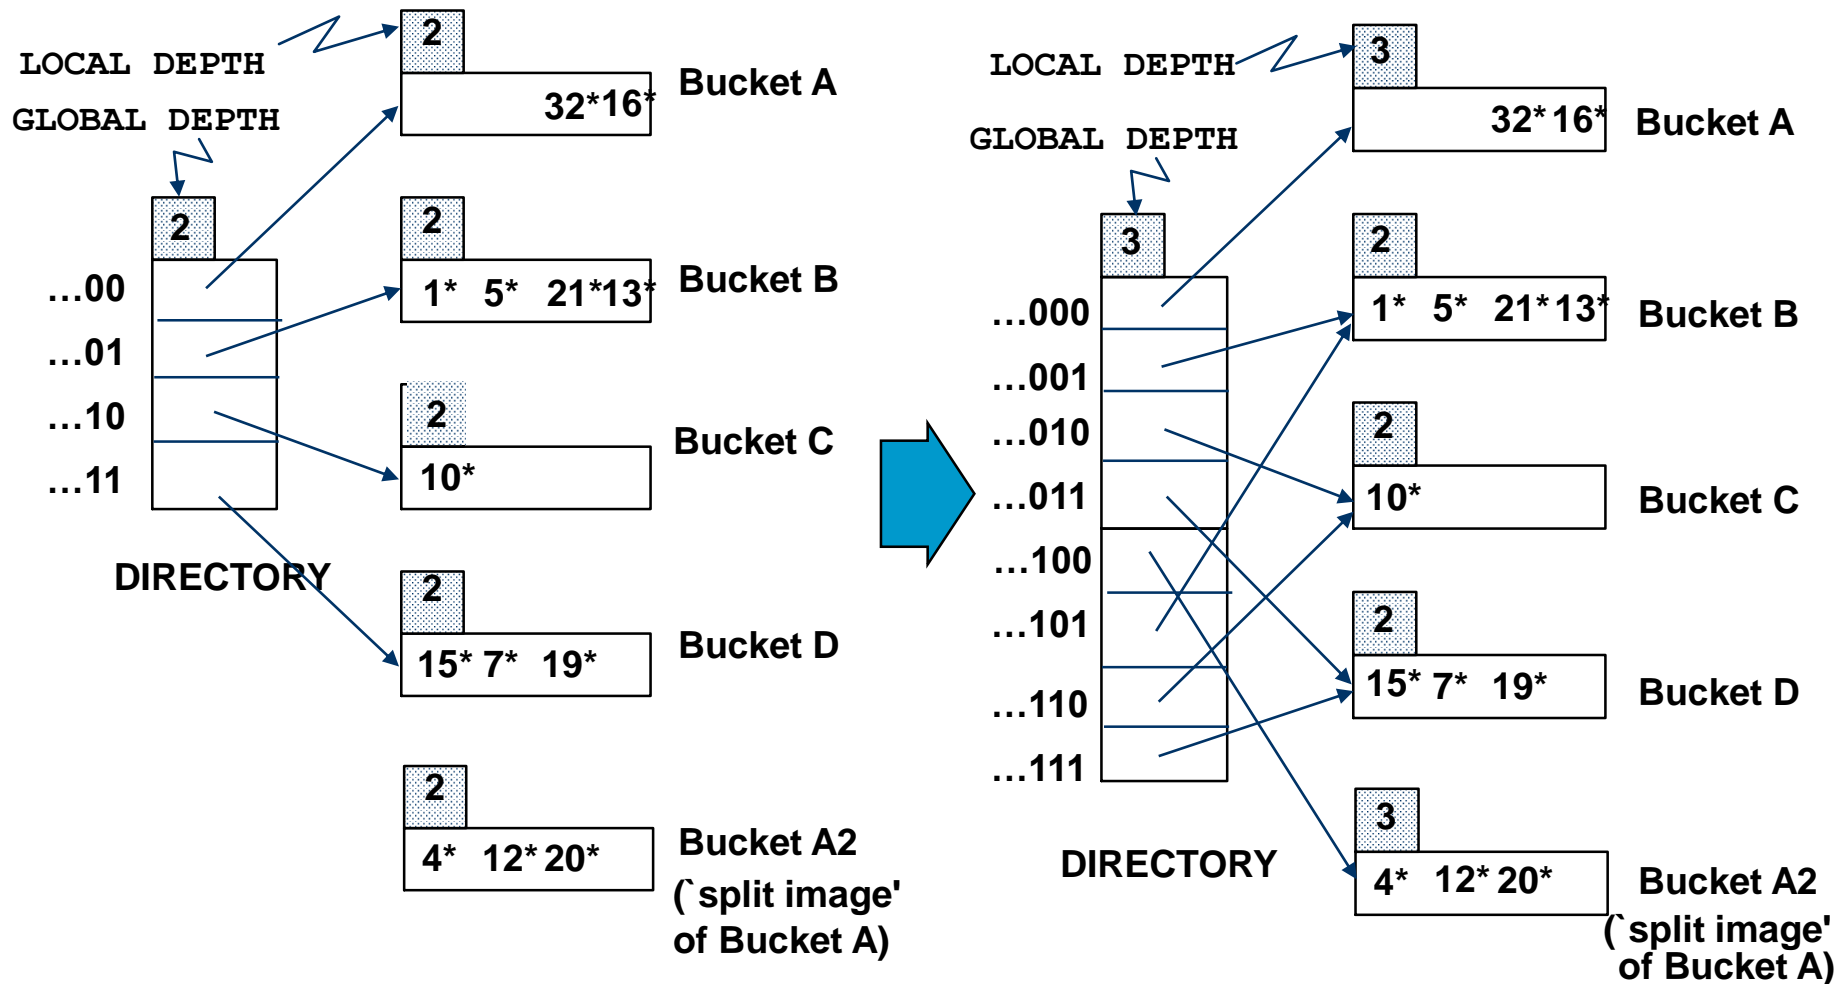 2
LOCAL DEPTH
32* 16*
Bucket A
GLOBAL DEPTH
2
2
1* 5* 21* 13*
Bucket B
...00
...01
...10
...11
2
10*
Bucket C
DIRECTORY
2
15* 7* 19*
Bucket D
2
4* 12* 20*
Bucket A2
(`split image'
of Bucket A)
3
LOCAL DEPTH
32* 16*
Bucket A
GLOBAL DEPTH
3
2
1* 5* 21* 13*
Bucket B
...000
...001
...010
...011
...100
...101
...110
...111
2
10*
Bucket C
2
15* 7* 19*
Bucket D
DIRECTORY
3
4* 12* 20*
Bucket A2
(`split image'
of Bucket A)